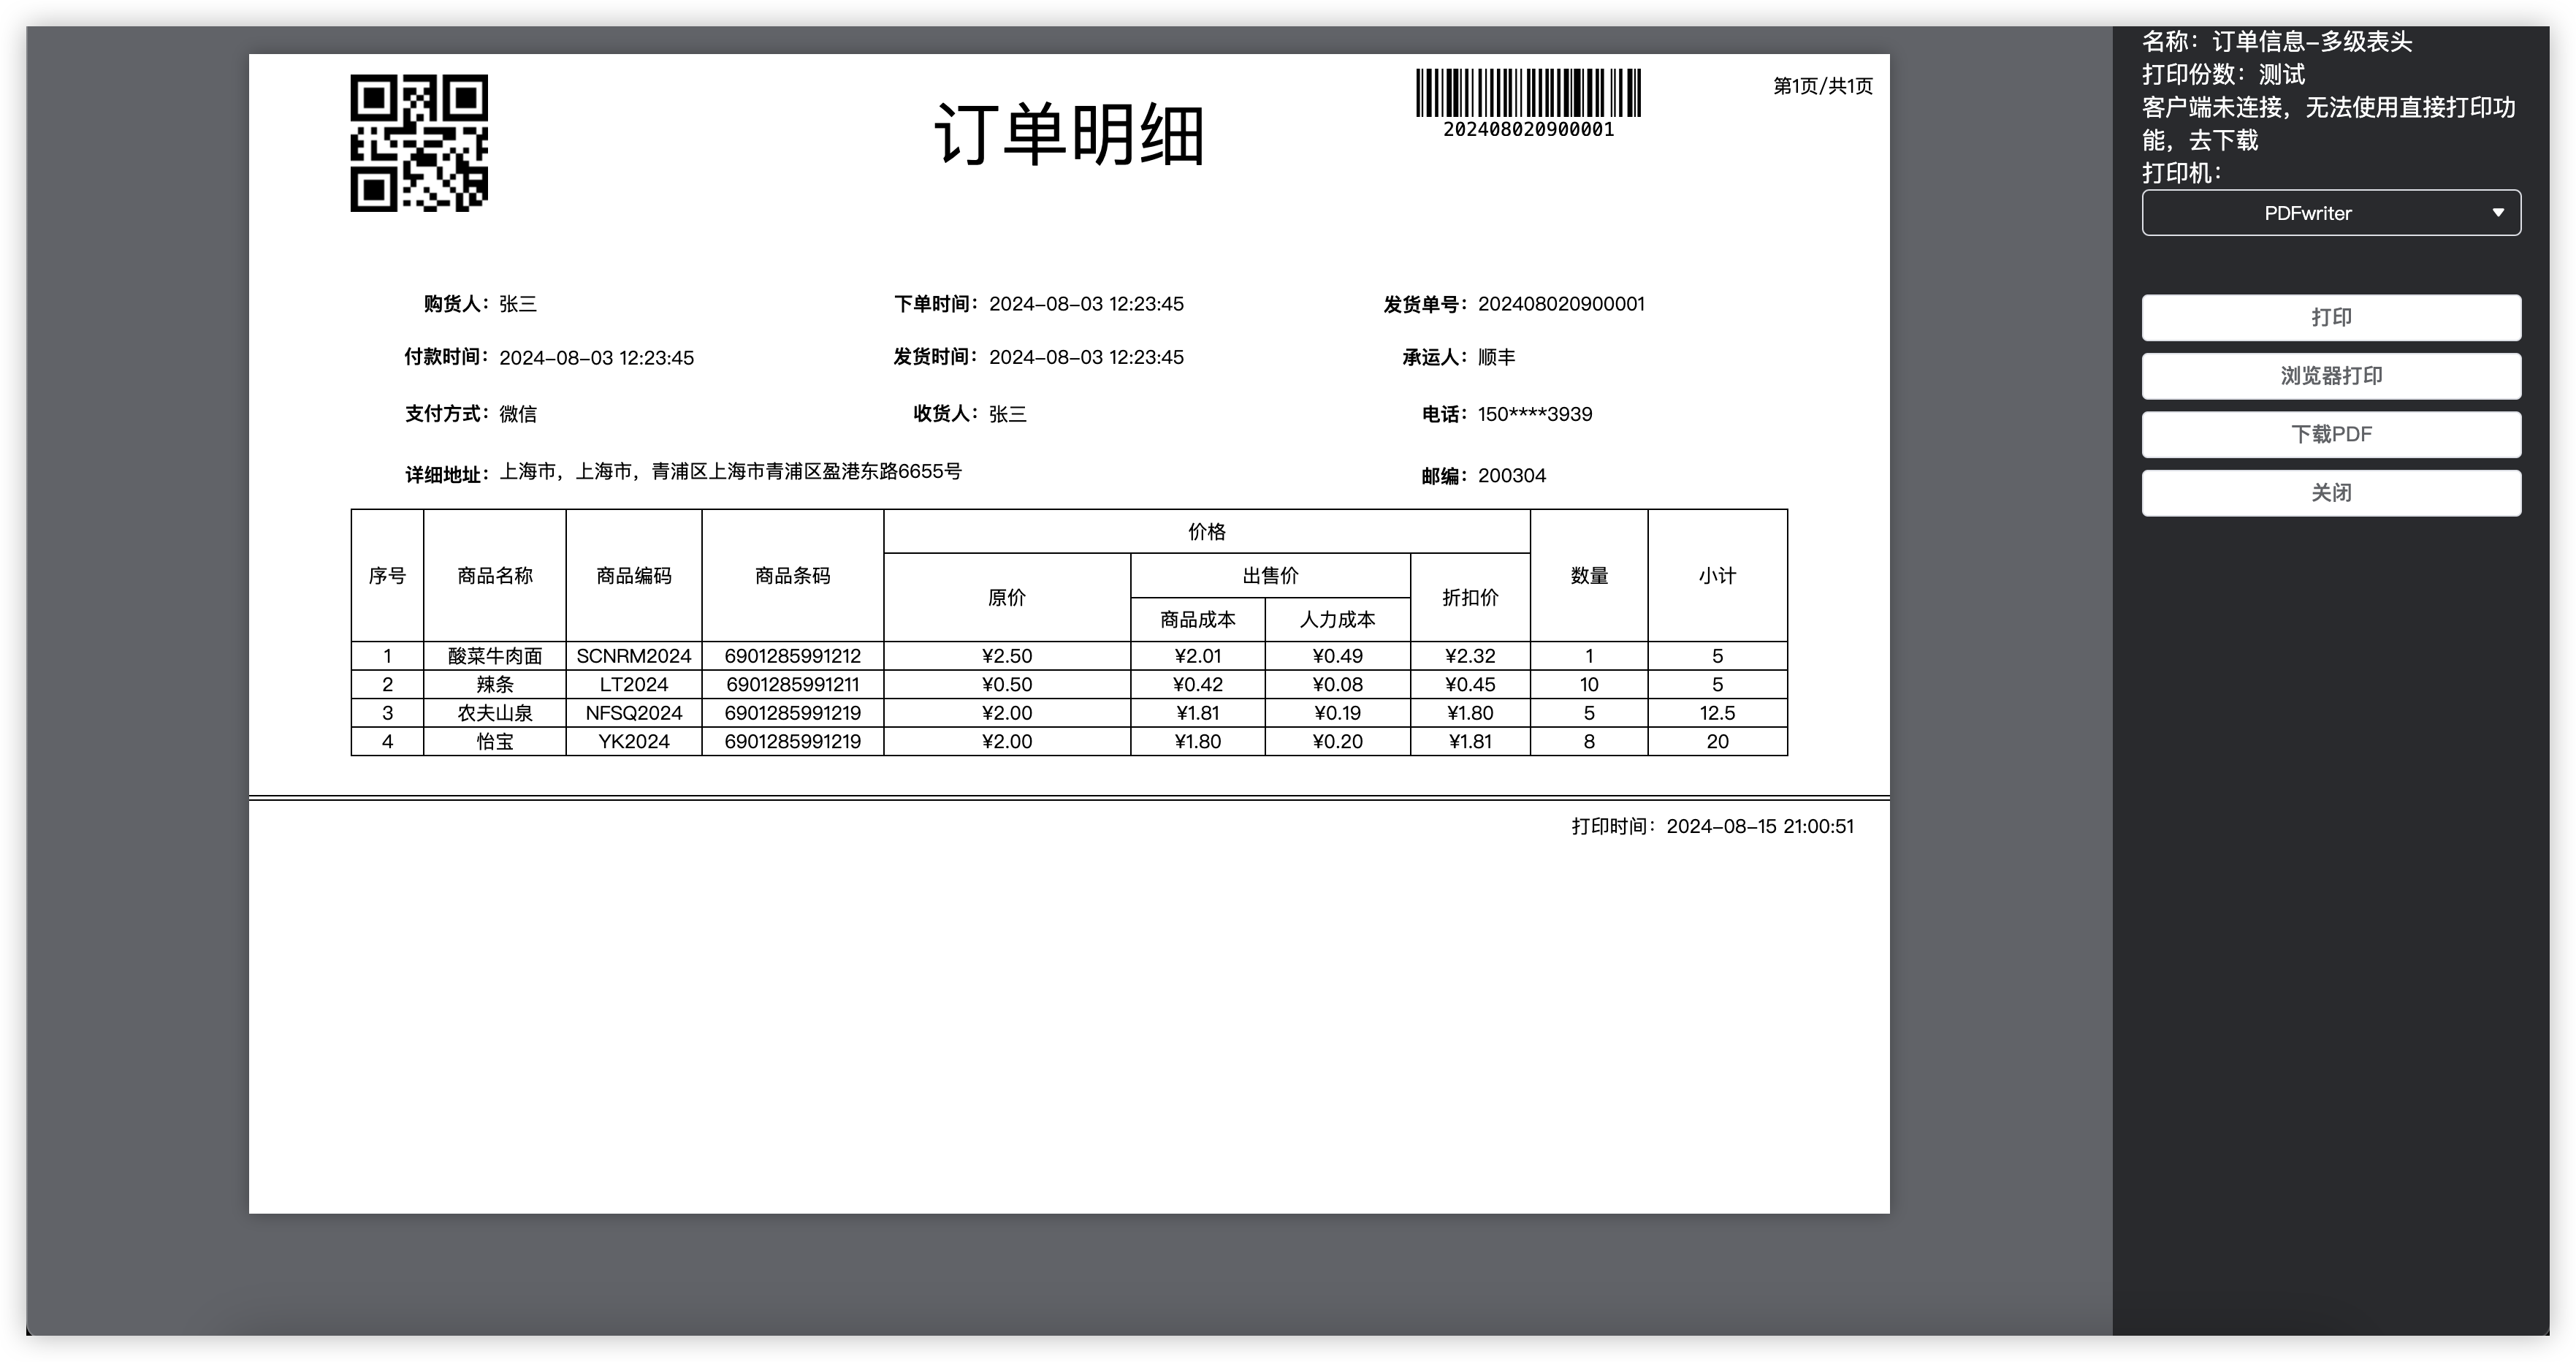 订单明细
202408020900001
第1页/共1页
购货人：张三 下单时间：2024-08-03 12:23:45 发货单号：202408020900001
付款时间：2024-08-03 12:23:45 发货时间：2024-08-03 12:23:45 承运人：顺丰
支付方式：微信 收货人：张三 电话：150****3939
详细地址：上海市，上海市，青浦区上海市青浦区盈港东路6655号 邮编：200304
价格
序号 商品名称 商品编码 商品条码 原价 出售价 折扣价 数量 小计
商品成本 人力成本
1 酸菜牛肉面 SCNRM2024 6901285991212 ¥2.50 ¥2.01 ¥0.49 ¥2.32 1 5
2 辣条 LT2024 6901285991211 ¥0.50 ¥0.42 ¥0.08 ¥0.45 10 5
3 农夫山泉 NFSQ2024 6901285991219 ¥2.00 ¥1.81 ¥0.19 ¥1.80 5 12.5
4 怡宝 YK2024 6901285991219 ¥2.00 ¥1.80 ¥0.20 ¥1.81 8 20
打印时间：2024-08-15 21:00:51
名称：订单信息-多级表头
打印份数：测试
客户端未连接，无法使用直接打印功
能，去下载
打印机：
PDFwriter
打印
浏览器打印
下载PDF
关闭